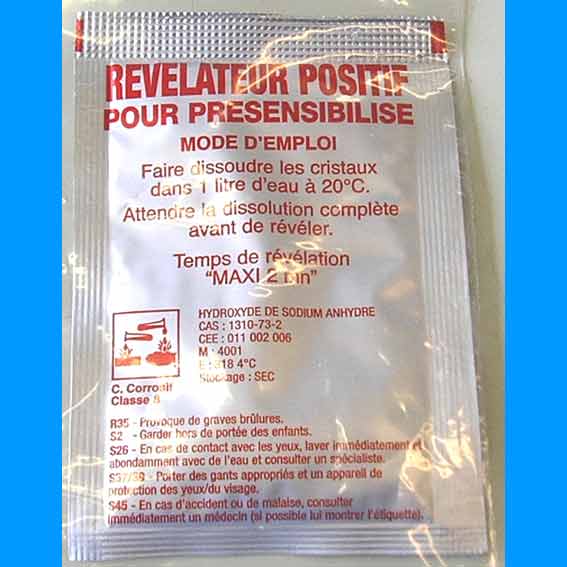 REVELATEUR POSITIF
POUR PRESENSIBILISE
MODE D'EMPLOI
Faire dissoudre les cristaux
dans 1 litre d'eau à 20°C.
Attendre la dissolution complète
avant de révéler.
Temps de révélation
"MAXI 2 min"
HYDROXYDE DE SODIUM ANHYDRE
CAS : 1310-73-2
CEE : 011 002 006
M : 4001
E : 318 4°C
Stockage : SEC
C. Corrosif
Classe 8
R35 - Provoque de graves brûlures.
S2 - Garder hors de portée des enfants.
S26 - En cas de contact avec les yeux, laver immédiatement et
abondamment avec de l'eau et consulter un spécialiste.
S37/39 - Porter des gants appropriés et un appareil de
protection des yeux/du visage.
S45 - En cas d'accident ou de malaise, consulter
immédiatement un médecin (si possible lui montrer l'étiquette).